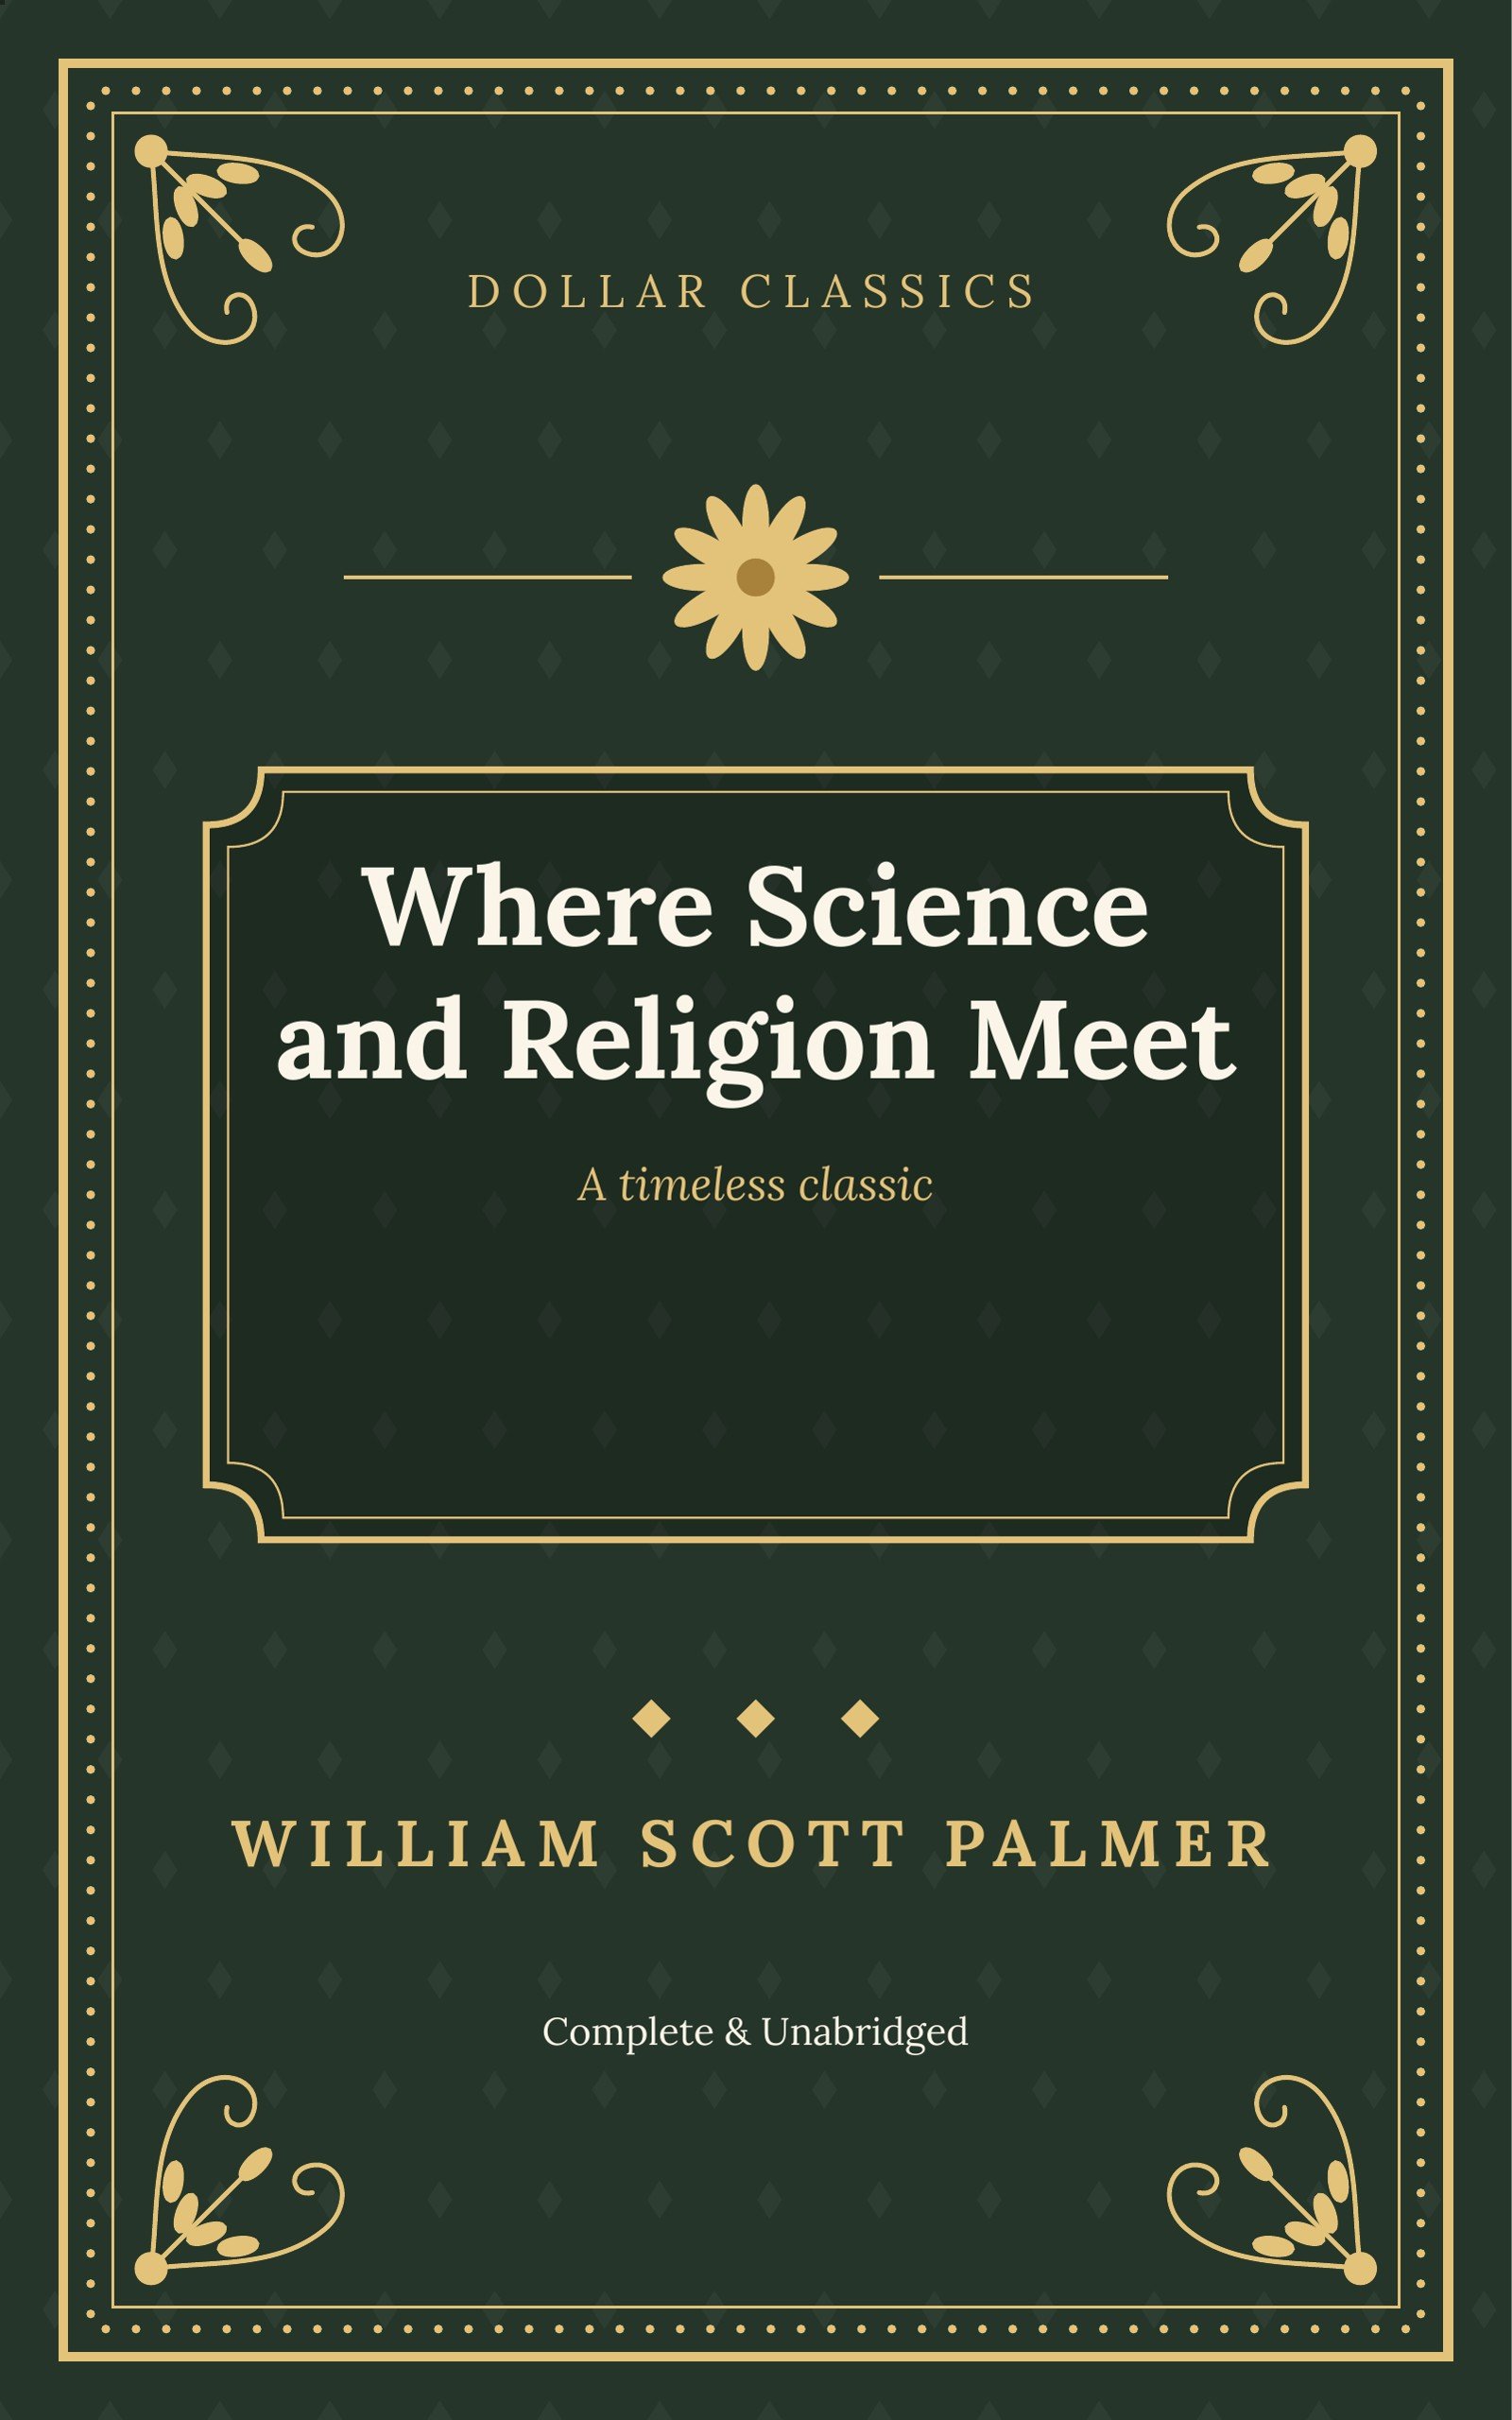 DOLLAR CLASSICS
Where Science
and Religion Meet
A timeless classic
WILLIAM SCOTT PALMER
Complete & Unabridged